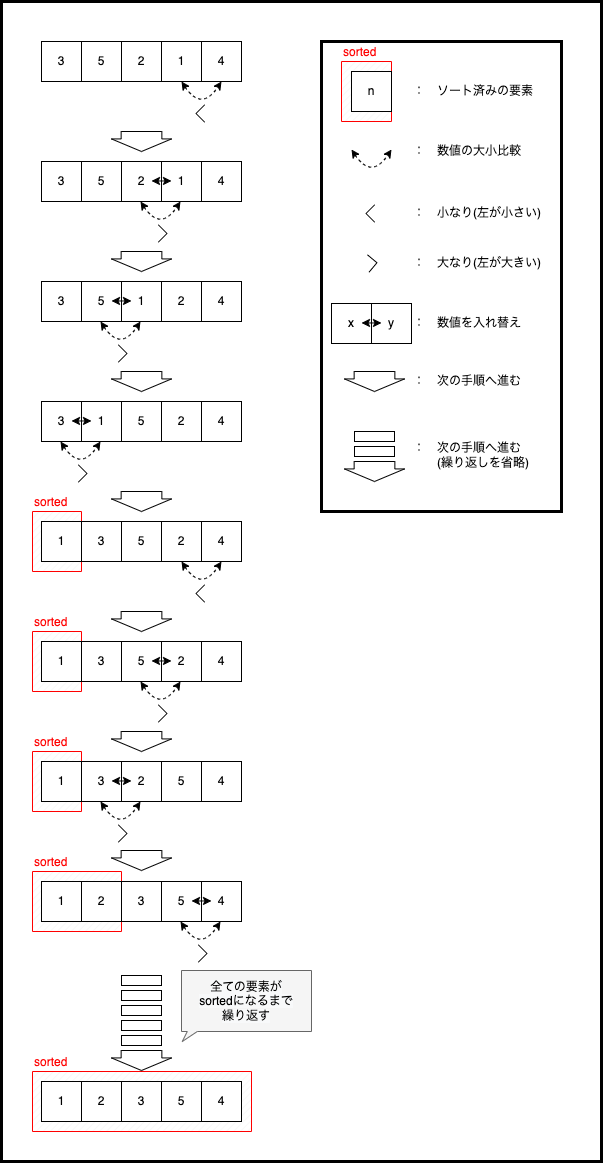 3 5 2 1 4
<
3 5 2 1 4
>
3 5 1 2 4
>
3 1 5 2 4
>
sorted
1 3 5 2 4
<
sorted
1 3 5 2 4
>
sorted
1 3 2 5 4
>
sorted
1 2 3 5 4
>
全ての要素が
sortedになるまで
繰り返す
sorted
1 2 3 5 4
sorted
n : ソート済みの要素
: 数値の大小比較
< : 小なり(左が小さい)
> : 大なり(左が大きい)
x y : 数値を入れ替え
: 次の手順へ進む
: 次の手順へ進む
(繰り返しを省略)